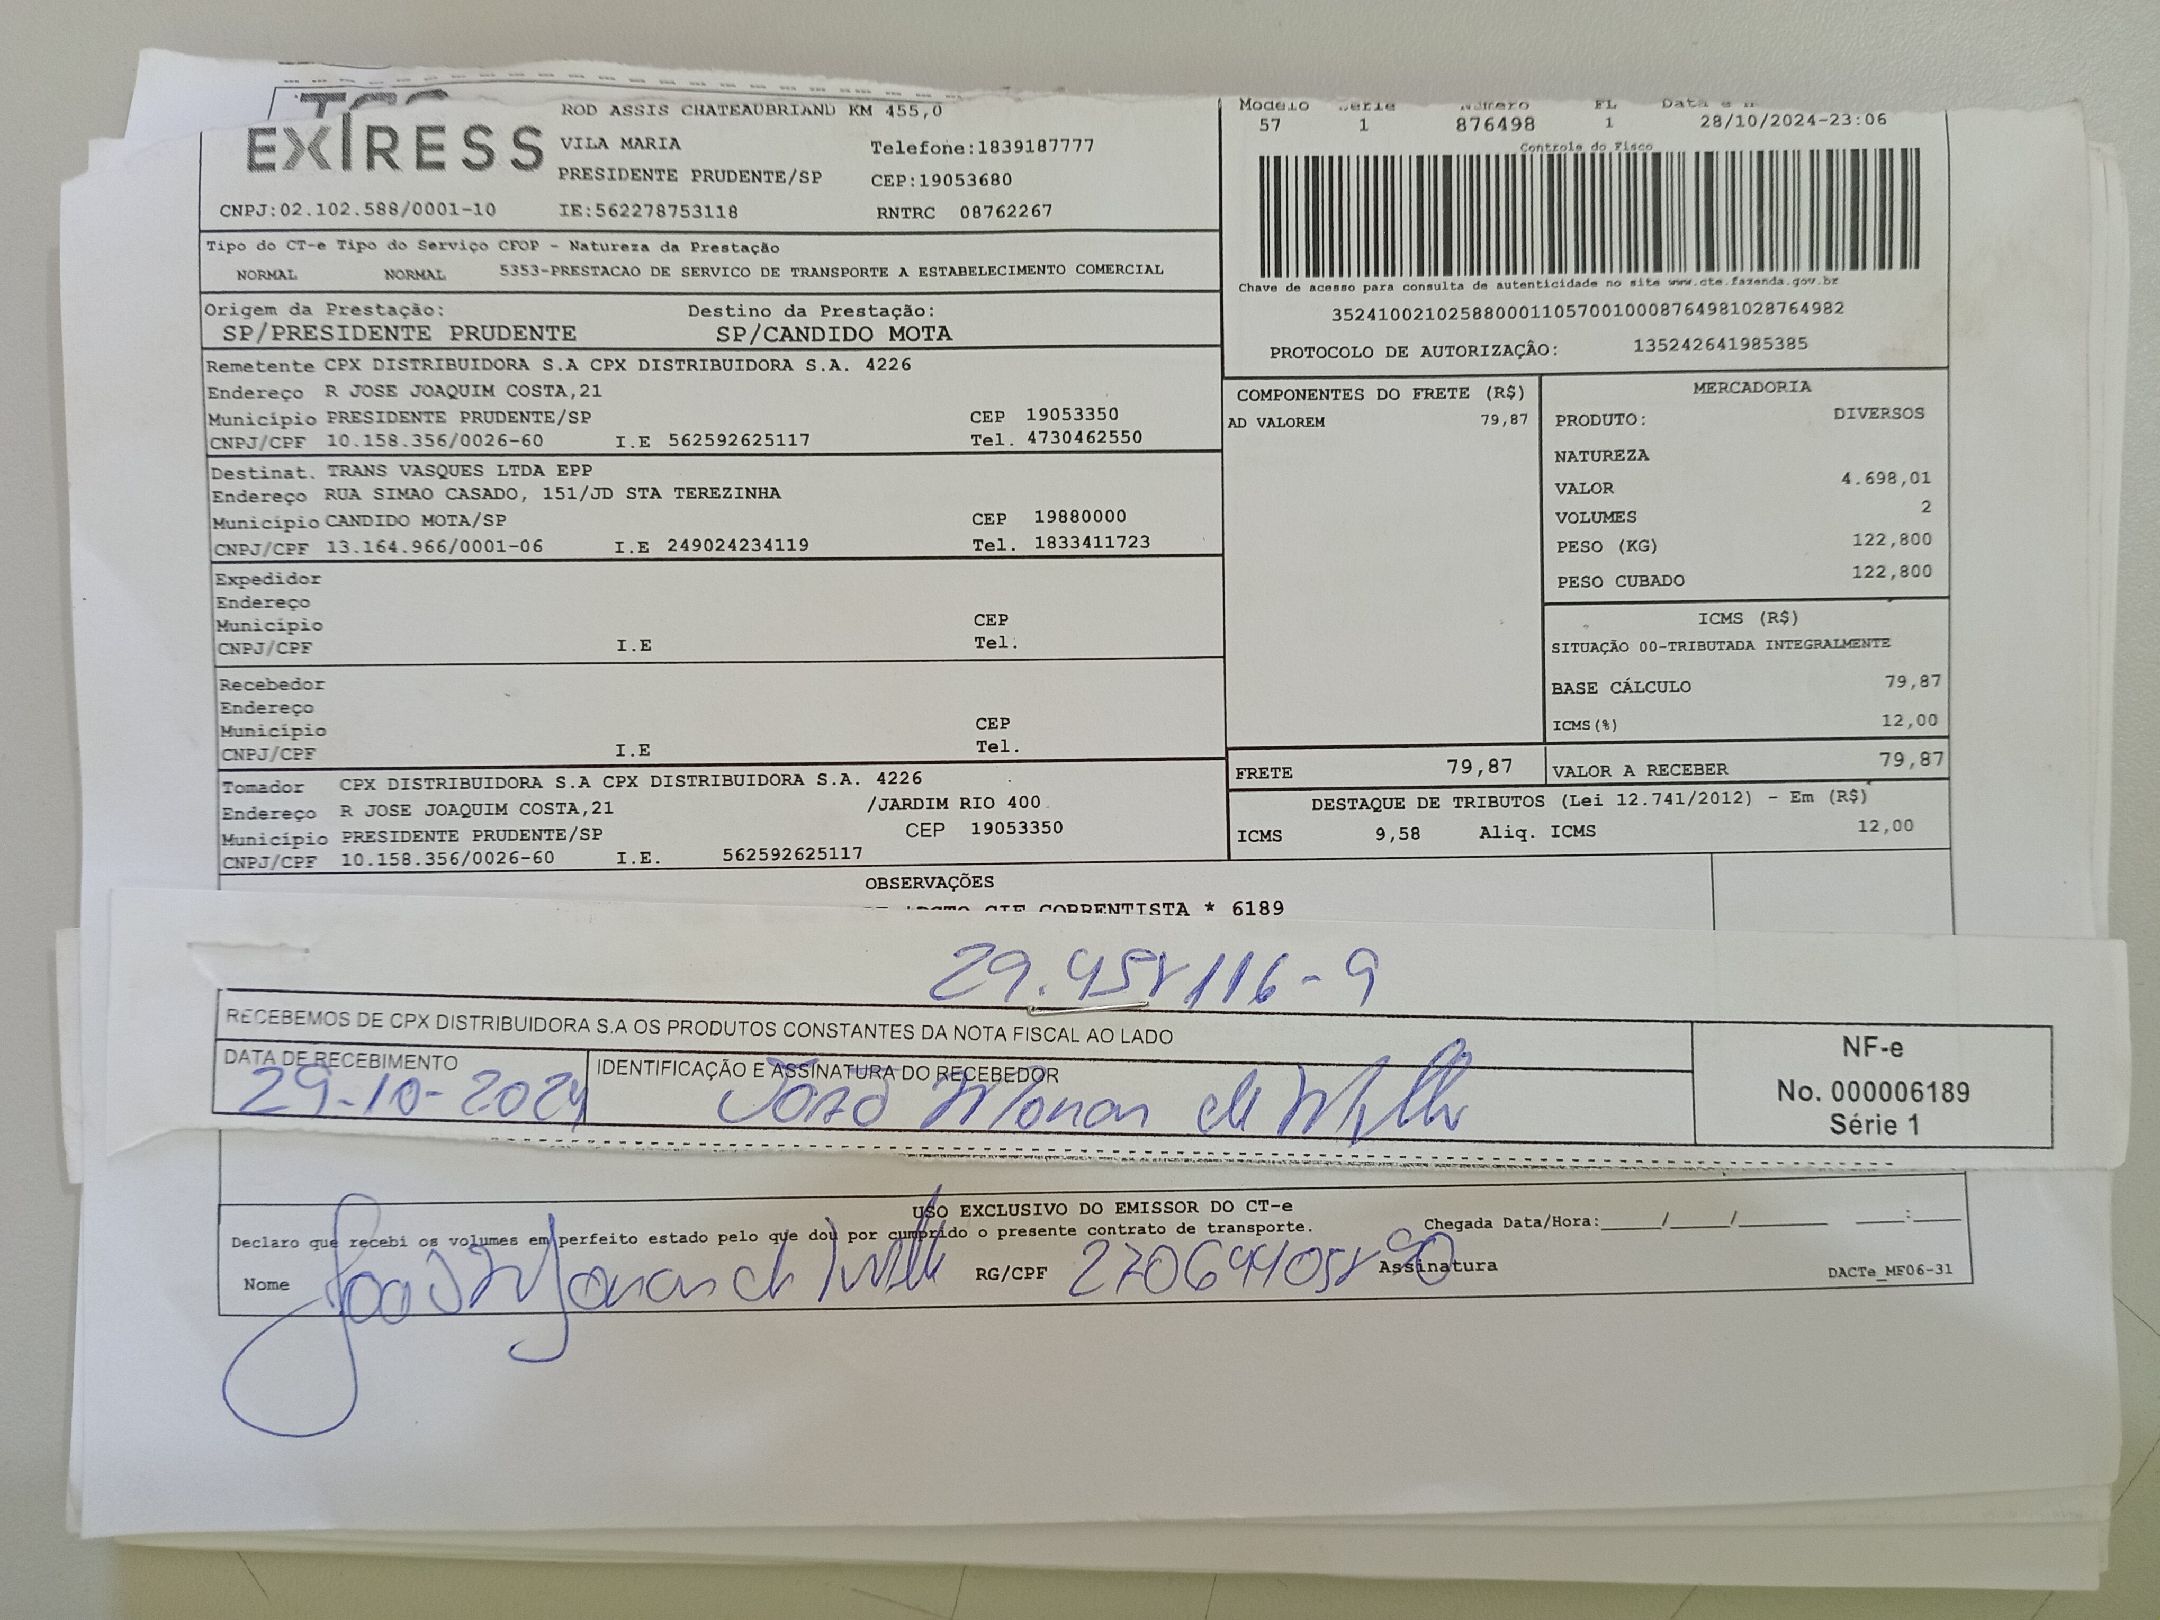 EXTRESS
ROD ASSIS CHATEAUBRIAND KM 455,0
VILA MARIA Telefone:1839187777
PRESIDENTE PRUDENTE/SP CEP:19053680
CNPJ:02.102.588/0001-10 IE:562278753118 RNTRC 08762267
Modelo Serie Número FL
57 1 876498 1 28/10/2024-23:06
Controle do Fisco
Chave de acesso para consulta de autenticidade no site www.cte.fazenda.gov.br
35241002102588000110570010008764981028764982
PROTOCOLO DE AUTORIZAÇÂO: 135242641985385
Tipo do CT-e Tipo do Serviço CFOP - Natureza da Prestação
NORMAL NORMAL 5353-PRESTACAO DE SERVICO DE TRANSPORTE A ESTABELECIMENTO COMERCIAL
Origem da Prestação: Destino da Prestação:
SP/PRESIDENTE PRUDENTE SP/CANDIDO MOTA
Remetente CPX DISTRIBUIDORA S.A CPX DISTRIBUIDORA S.A. 4226
Endereço R JOSE JOAQUIM COSTA,21
Município PRESIDENTE PRUDENTE/SP CEP 19053350
CNPJ/CPF 10.158.356/0026-60 I.E 562592625117 Tel. 4730462550
Destinat. TRANS VASQUES LTDA EPP
Endereço RUA SIMAO CASADO, 151/JD STA TEREZINHA
Município CANDIDO MOTA/SP CEP 19880000
CNPJ/CPF 13.164.966/0001-06 I.E 249024234119 Tel. 1833411723
Expedidor
Endereço
Município CEP
CNPJ/CPF I.E Tel.
Recebedor
Endereço
Município CEP
CNPJ/CPF I.E Tel.
Tomador CPX DISTRIBUIDORA S.A CPX DISTRIBUIDORA S.A. 4226
Endereço R JOSE JOAQUIM COSTA,21 /JARDIM RIO 400
Município PRESIDENTE PRUDENTE/SP CEP 19053350
CNPJ/CPF 10.158.356/0026-60 I.E. 562592625117
COMPONENTES DO FRETE (R$)
AD VALOREM 79,87
MERCADORIA
PRODUTO: DIVERSOS
NATUREZA
VALOR 4.698,01
VOLUMES 2
PESO (KG) 122,800
PESO CUBADO 122,800
ICMS (R$)
SITUAÇÃO 00-TRIBUTADA INTEGRALMENTE
BASE CÁLCULO 79,87
ICMS(%) 12,00
FRETE 79,87 VALOR A RECEBER 79,87
DESTAQUE DE TRIBUTOS (Lei 12.741/2012) - Em (R$)
ICMS 9,58 Aliq. ICMS 12,00
OBSERVAÇÕES
CIF CORRENTISTA * 6189
RECEBEMOS DE CPX DISTRIBUIDORA S.A OS PRODUTOS CONSTANTES DA NOTA FISCAL AO LADO
DATA DE RECEBIMENTO IDENTIFICAÇÃO E ASSINATURA DO RECEBEDOR
29-10-2024 João
NF-e
No. 000006189
Série 1
USO EXCLUSIVO DO EMISSOR DO CT-e
Declaro que recebi os volumes em perfeito estado pelo que dou por cumprido o presente contrato de transporte. Chegada Data/Hora:_____/_____/________ ____:____
Nome RG/CPF Assinatura DACTe_MF06-31